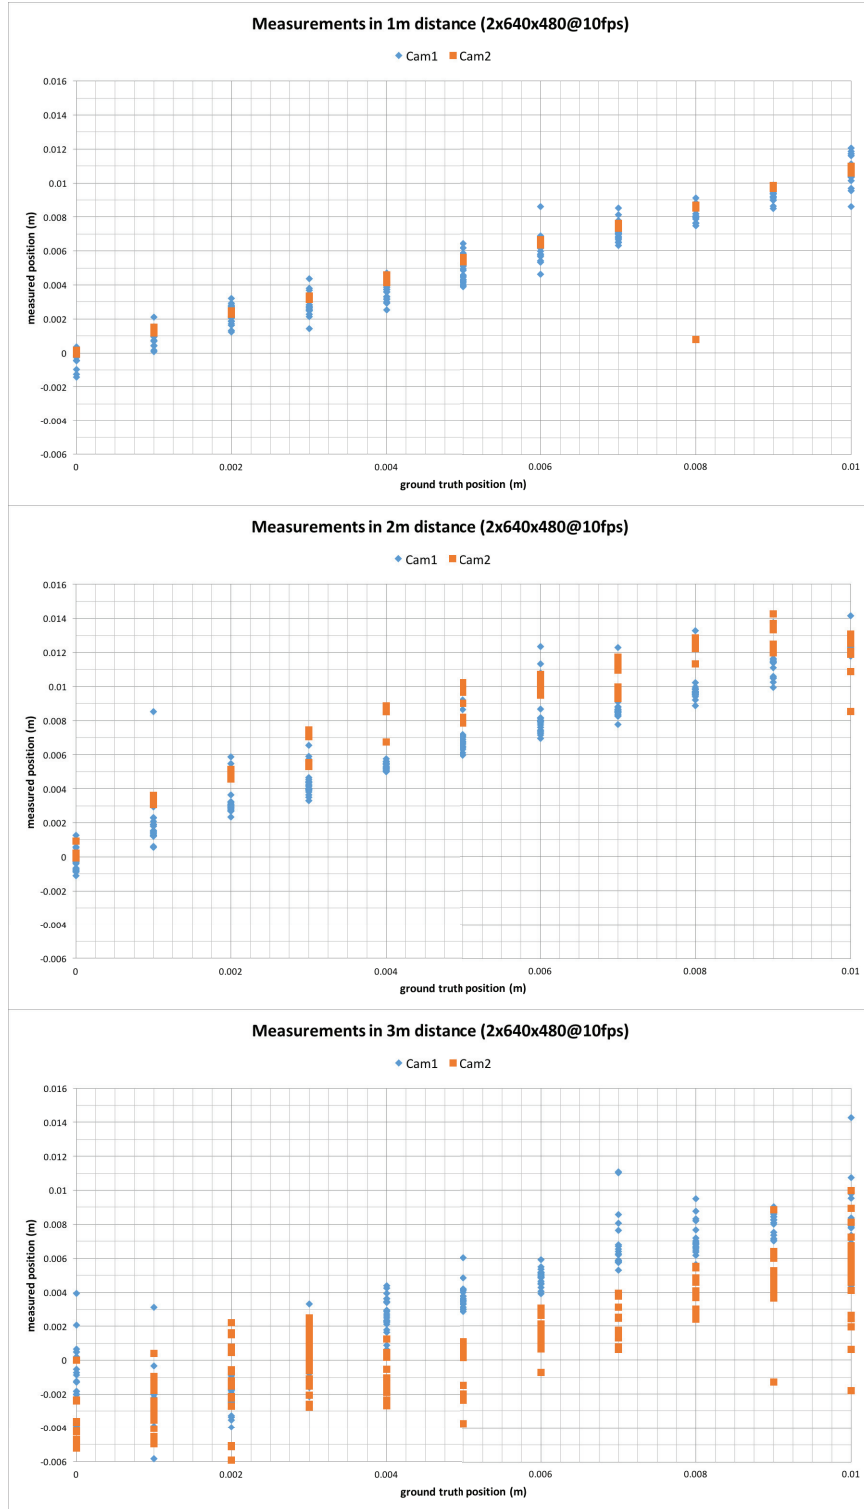 Measurements in 1m distance (2x640x480@10fps)
Cam1 Cam2
measured position (m)
0.016
0.014
0.012
0.01
0.008
0.006
0.004
0.002
0
-0.002
-0.004
-0.006
0 0.002 0.004 0.006 0.008 0.01
ground truth position (m)
Measurements in 2m distance (2x640x480@10fps)
Cam1 Cam2
measured position (m)
0.016
0.014
0.012
0.01
0.008
0.006
0.004
0.002
0
-0.002
-0.004
-0.006
0 0.002 0.004 0.006 0.008 0.01
ground truth position (m)
Measurements in 3m distance (2x640x480@10fps)
Cam1 Cam2
measured position (m)
0.016
0.014
0.012
0.01
0.008
0.006
0.004
0.002
0
-0.002
-0.004
-0.006
0 0.002 0.004 0.006 0.008 0.01
ground truth position (m)